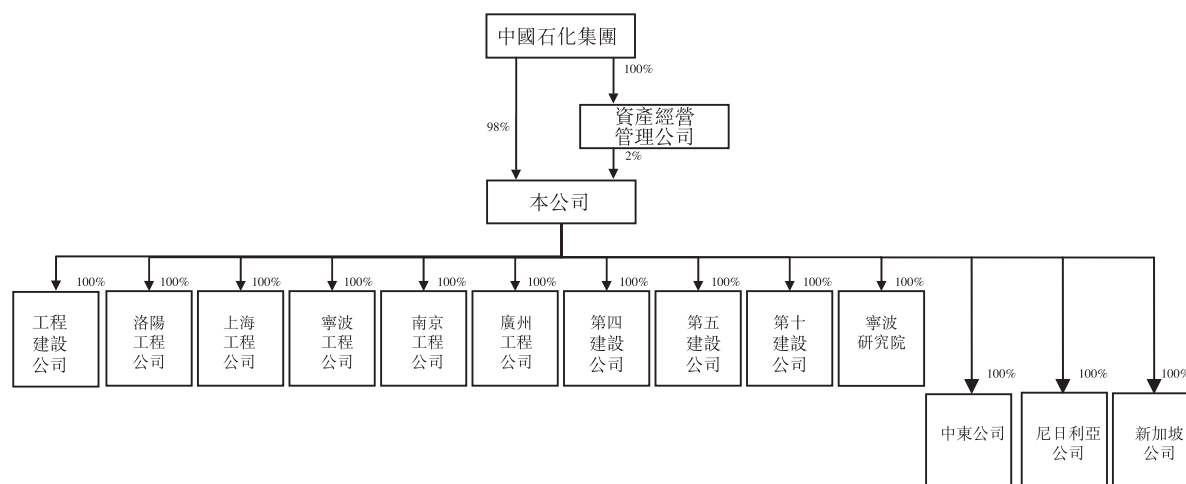 中國石化集團
100%
資產經營
管理公司
98%
2%
本公司
100%
100%
100%
100%
100%
100%
100%
100%
100%
100%
工程
建設
公司
洛陽
工程
公司
上海
工程
公司
寧波
工程
公司
南京
工程
公司
廣州
工程
公司
第四
建設
公司
第五
建設
公司
第十
建設
公司
寧波
研究院
100%
100%
100%
中東公司
尼日利亞
公司
新加坡
公司